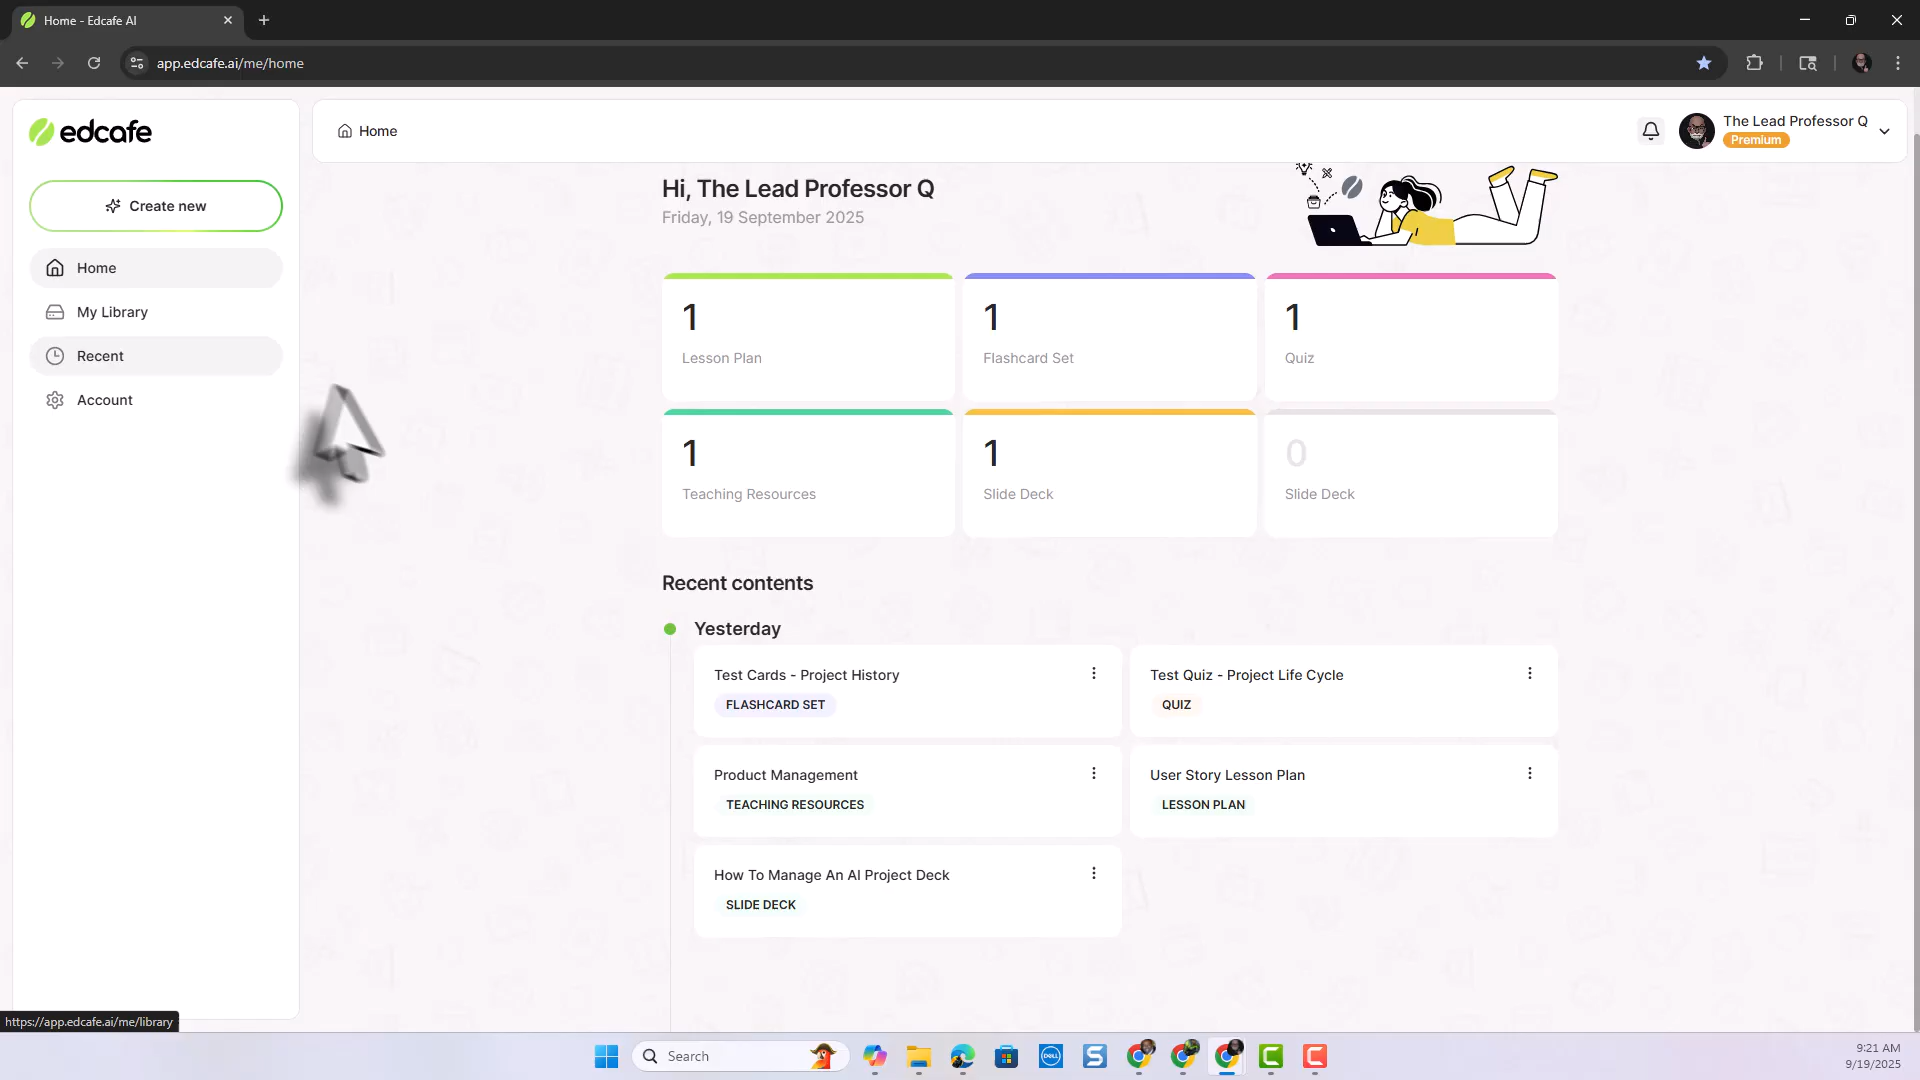 Home - Edcafe AI
app.edcafe.ai/me/home
edcafe
Home
The Lead Professor Q
Premium
Create new
Home
My Library
Recent
Account
Hi, The Lead Professor Q
Friday, 19 September 2025
1
Lesson Plan
1
Flashcard Set
1
Quiz
1
Teaching Resources
1
Slide Deck
0
Slide Deck
Recent contents
Yesterday
Test Cards - Project History
FLASHCARD SET
Test Quiz - Project Life Cycle
QUIZ
Product Management
TEACHING RESOURCES
User Story Lesson Plan
LESSON PLAN
How To Manage An AI Project Deck
SLIDE DECK
https://app.edcafe.ai/me/library
Search
DELL
S
9:21 AM
9/19/2025